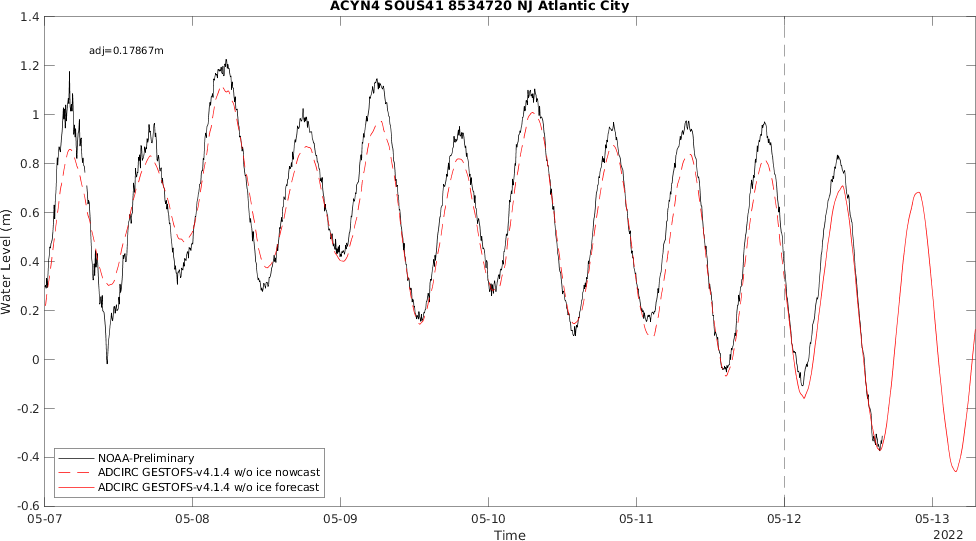 ACYN4 SOUS41 8534720 NJ Atlantic City
adj=0.17867m
1.4
1.2
1
0.8
0.6
0.4
0.2
0
-0.2
-0.4
-0.6
Water Level (m)
NOAA-Preliminary
ADCIRC GESTOFS-v4.1.4 w/o ice nowcast
ADCIRC GESTOFS-v4.1.4 w/o ice forecast
05-07 05-08 05-09 05-10 05-11 05-12 05-13
Time
2022